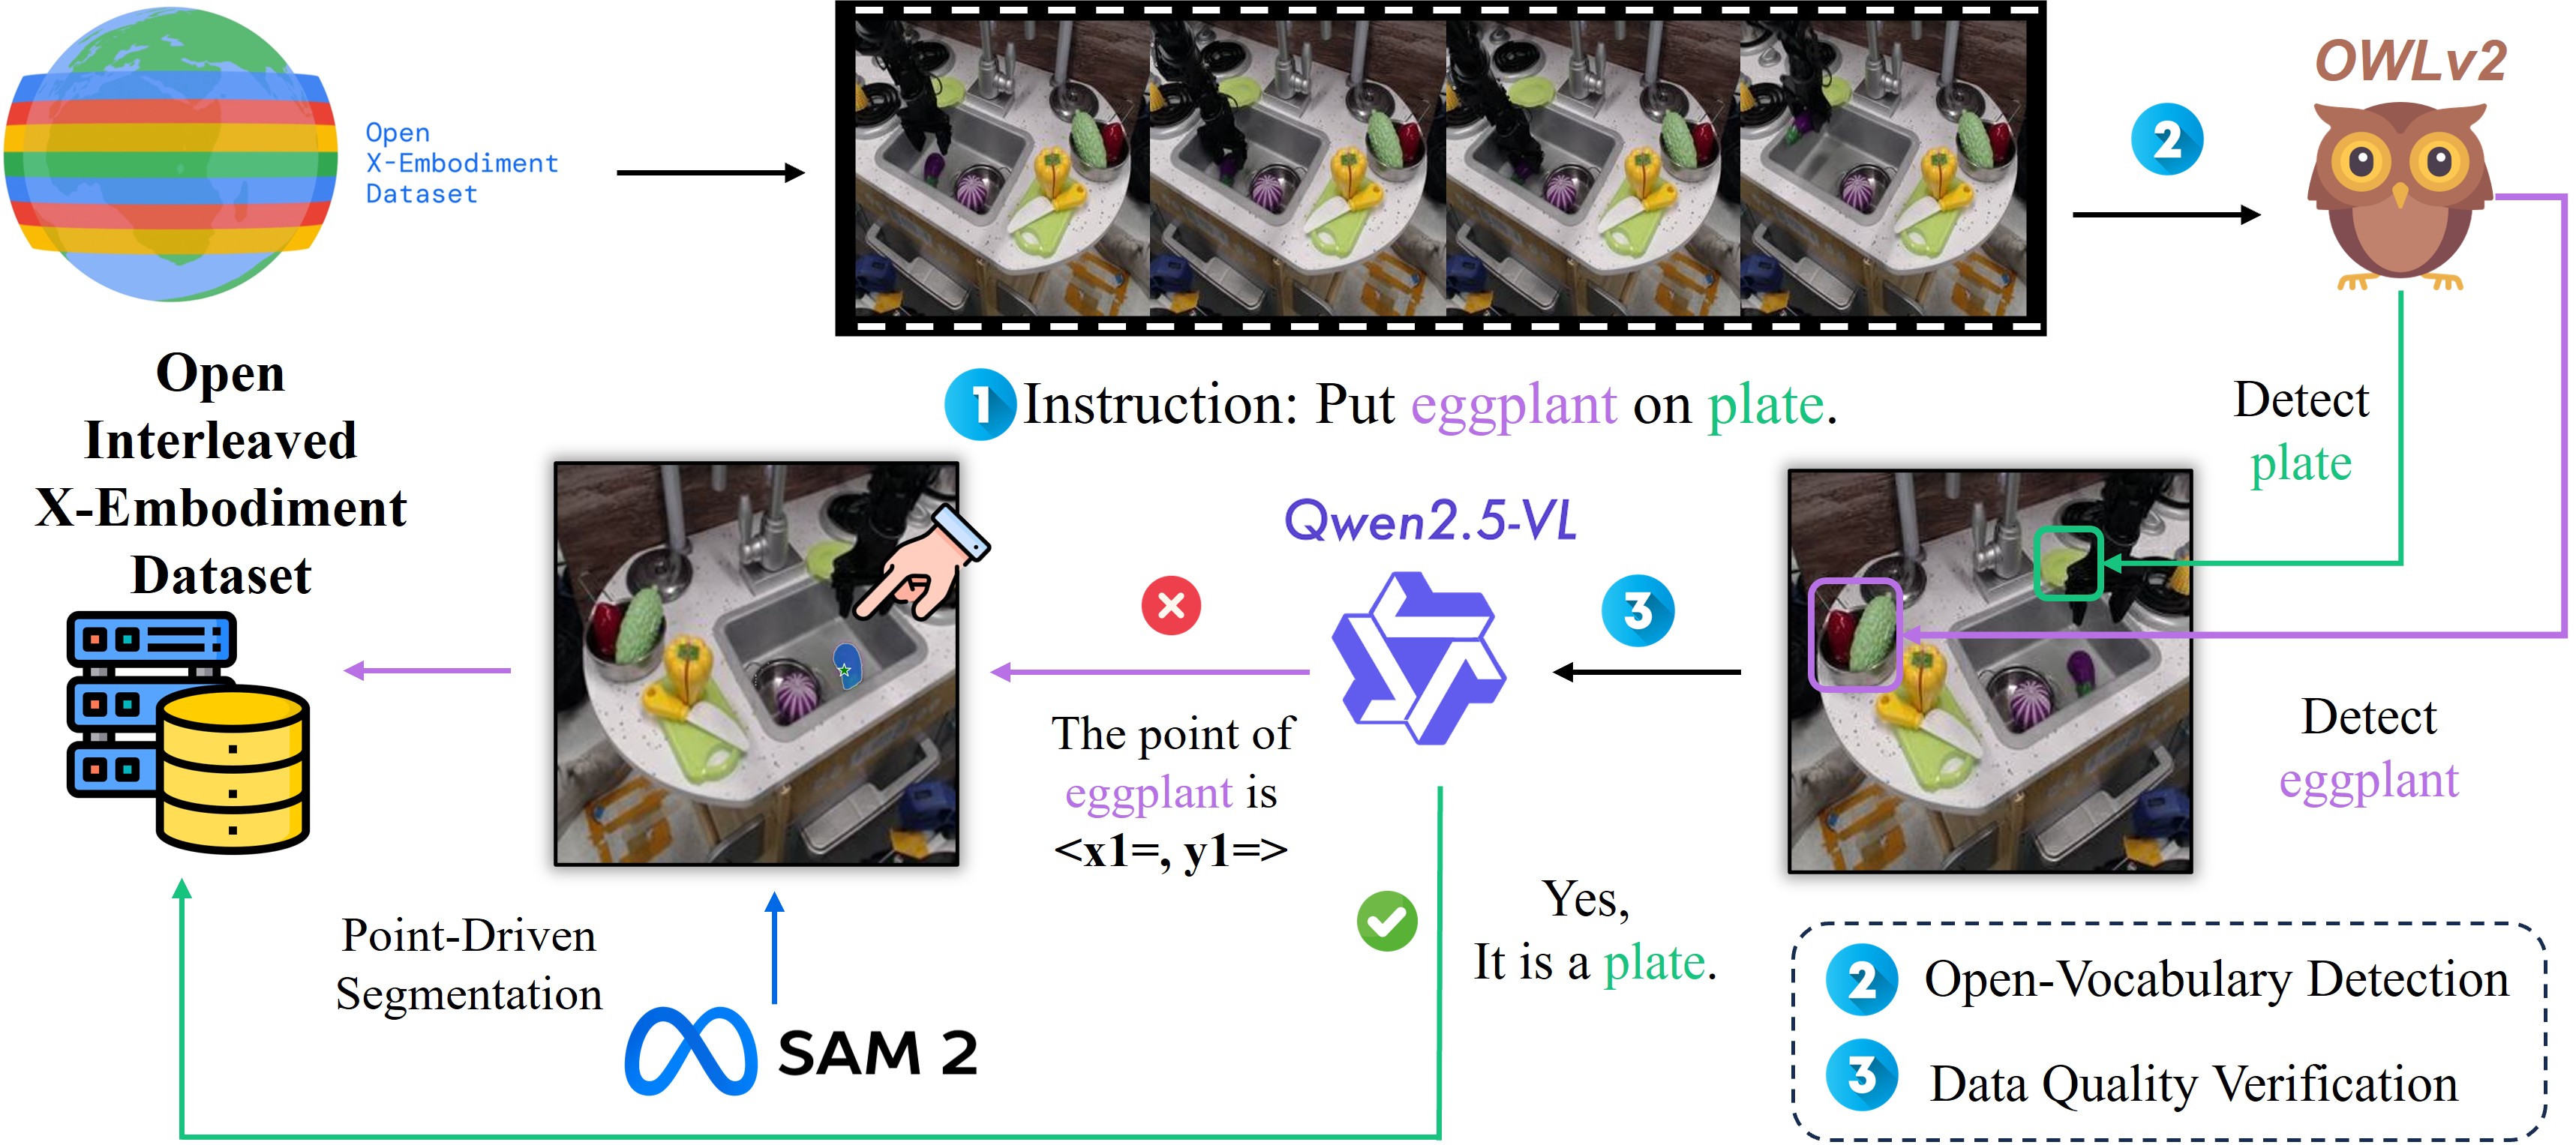 Open
X-Embodiment
Dataset
2
OWLv2
1 Instruction: Put eggplant on plate.
Detect
plate
Open
Interleaved
X-Embodiment
Dataset
Qwen2.5-VL
3
The point of
eggplant is
<x1=, y1=>
Detect
eggplant
Yes,
It is a plate.
Point-Driven
Segmentation
SAM 2
2 Open-Vocabulary Detection
3 Data Quality Verification